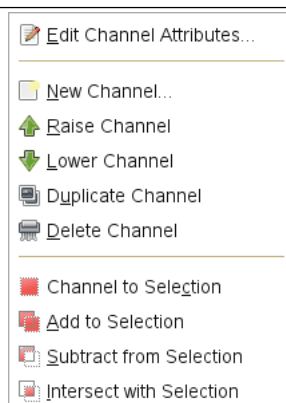 Edit Channel Attributes...
New Channel...
Raise Channel
Lower Channel
Duplicate Channel
Delete Channel
Channel to Selection
Add to Selection
Subtract from Selection
Intersect with Selection